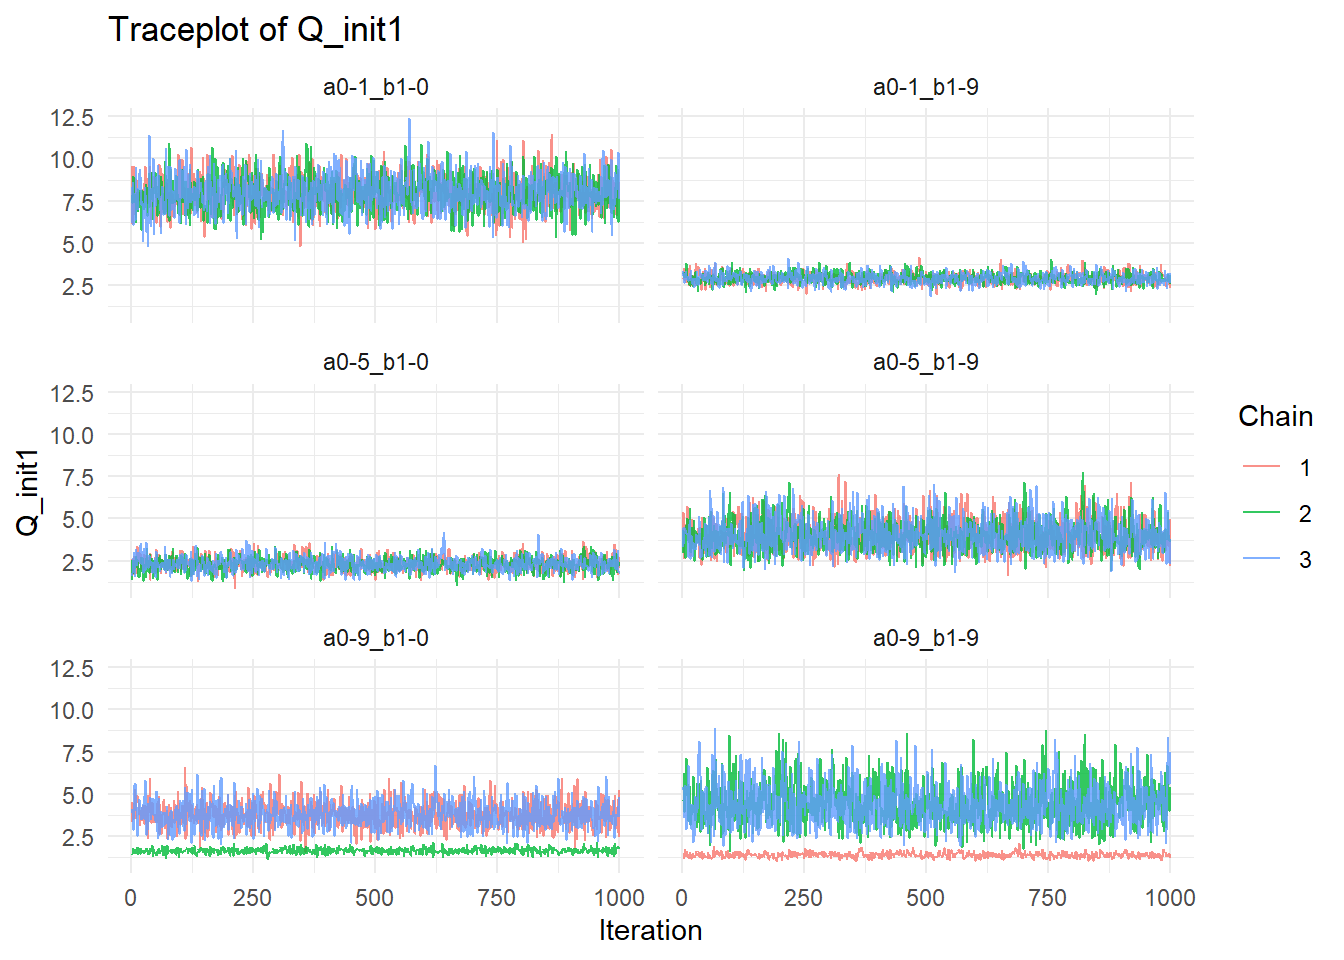 Traceplot of Q_init1
a0-1_b1-0
a0-1_b1-9
12.5
10.0
7.5
5.0
2.5
a0-5_b1-0
a0-5_b1-9
12.5
10.0
7.5
5.0
2.5
a0-9_b1-0
a0-9_b1-9
12.5
10.0
7.5
5.0
2.5
0 250 500 750 1000
0 250 500 750 1000
Iteration
Q_init1
Chain
1
2
3